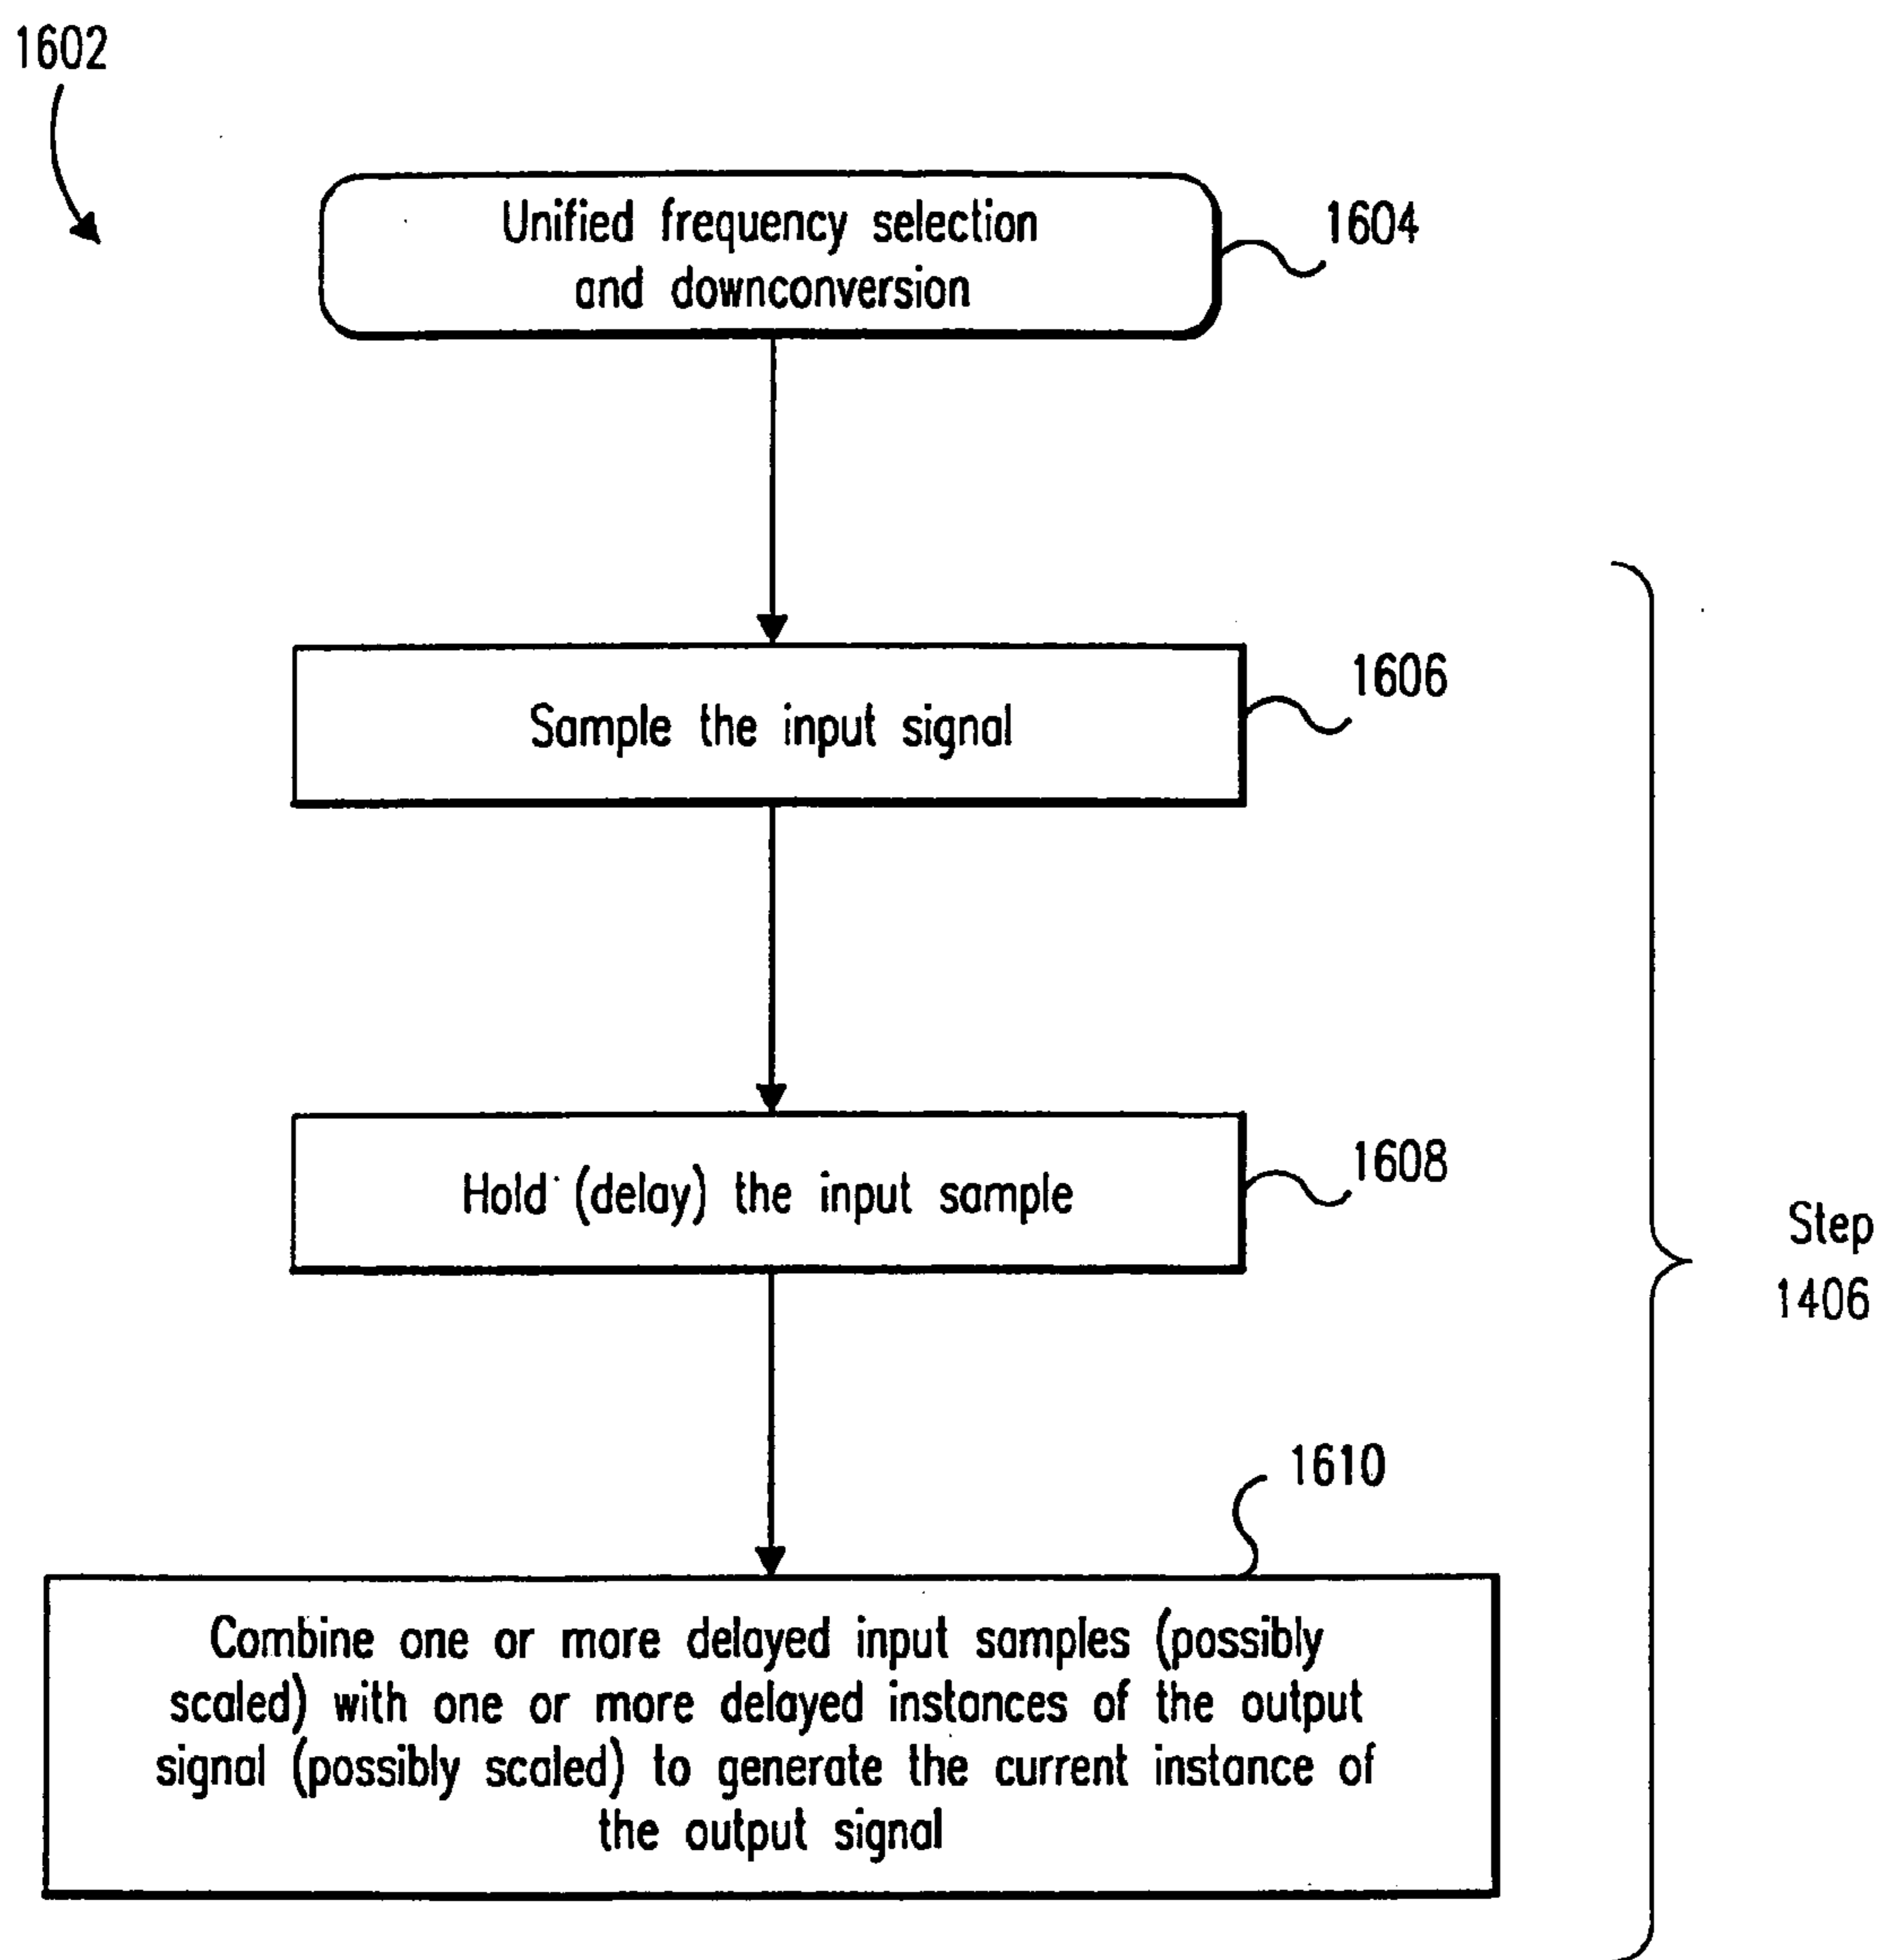 1602
Unified frequency selection
and downconversion
1604
Sample the input signal
1606
Hold (delay) the input sample
1608
Step
1406
1610
Combine one or more delayed input samples (possibly
scaled) with one or more delayed instances of the output
signal (possibly scaled) to generate the current instance of
the output signal